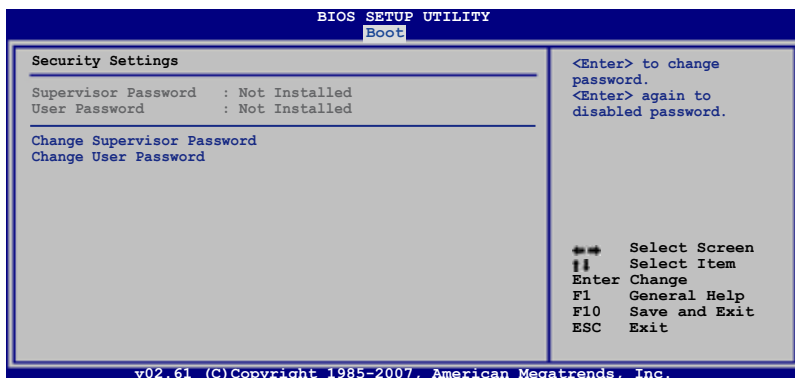 BIOS SETUP UTILITY
Boot
Security Settings
Supervisor Password : Not Installed
User Password : Not Installed
Change Supervisor Password
Change User Password
<Enter> to change
password.
<Enter> again to
disabled password.
Select Screen
Select Item
Enter Change
F1 General Help
F10 Save and Exit
ESC Exit
v02.61 (C)Copyright 1985-2007, American Megatrends, Inc.